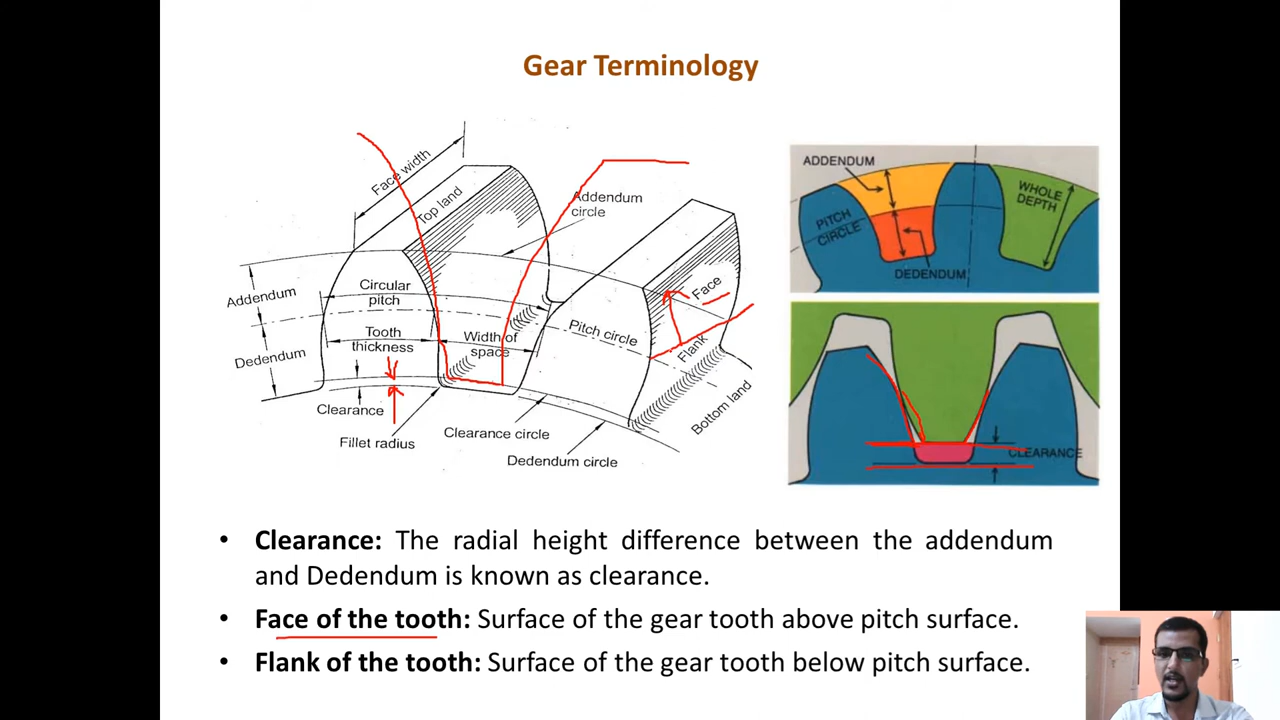 Gear Terminology
Face width
Top land
Addendum
circle
Addendum
Circular
pitch
Face
Pitch circle
Tooth
thickness
Width of
space
Flank
Dedendum
Clearance
Bottom land
Fillet radius
Clearance circle
Dedendum circle
ADDENDUM
PITCH
CIRCLE
WHOLE
DEPTH
DEDENDUM
CLEARANCE
• Clearance: The radial height difference between the addendum
and Dedendum is known as clearance.
• Face of the tooth: Surface of the gear tooth above pitch surface.
• Flank of the tooth: Surface of the gear tooth below pitch surface.